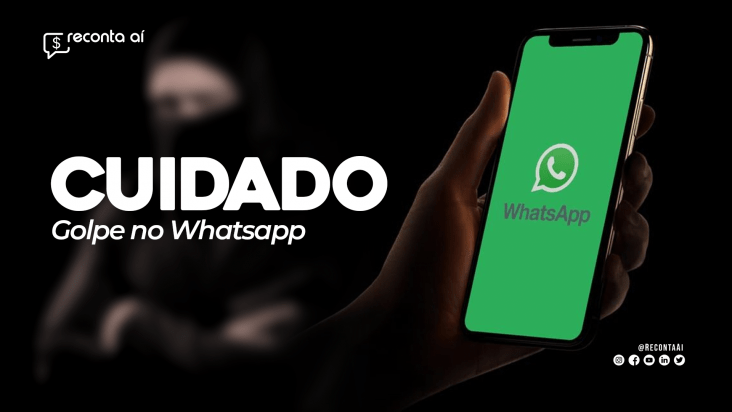 reconta aí
CUIDADO
Golpe no Whatsapp
WhatsApp
@RECONTAAI